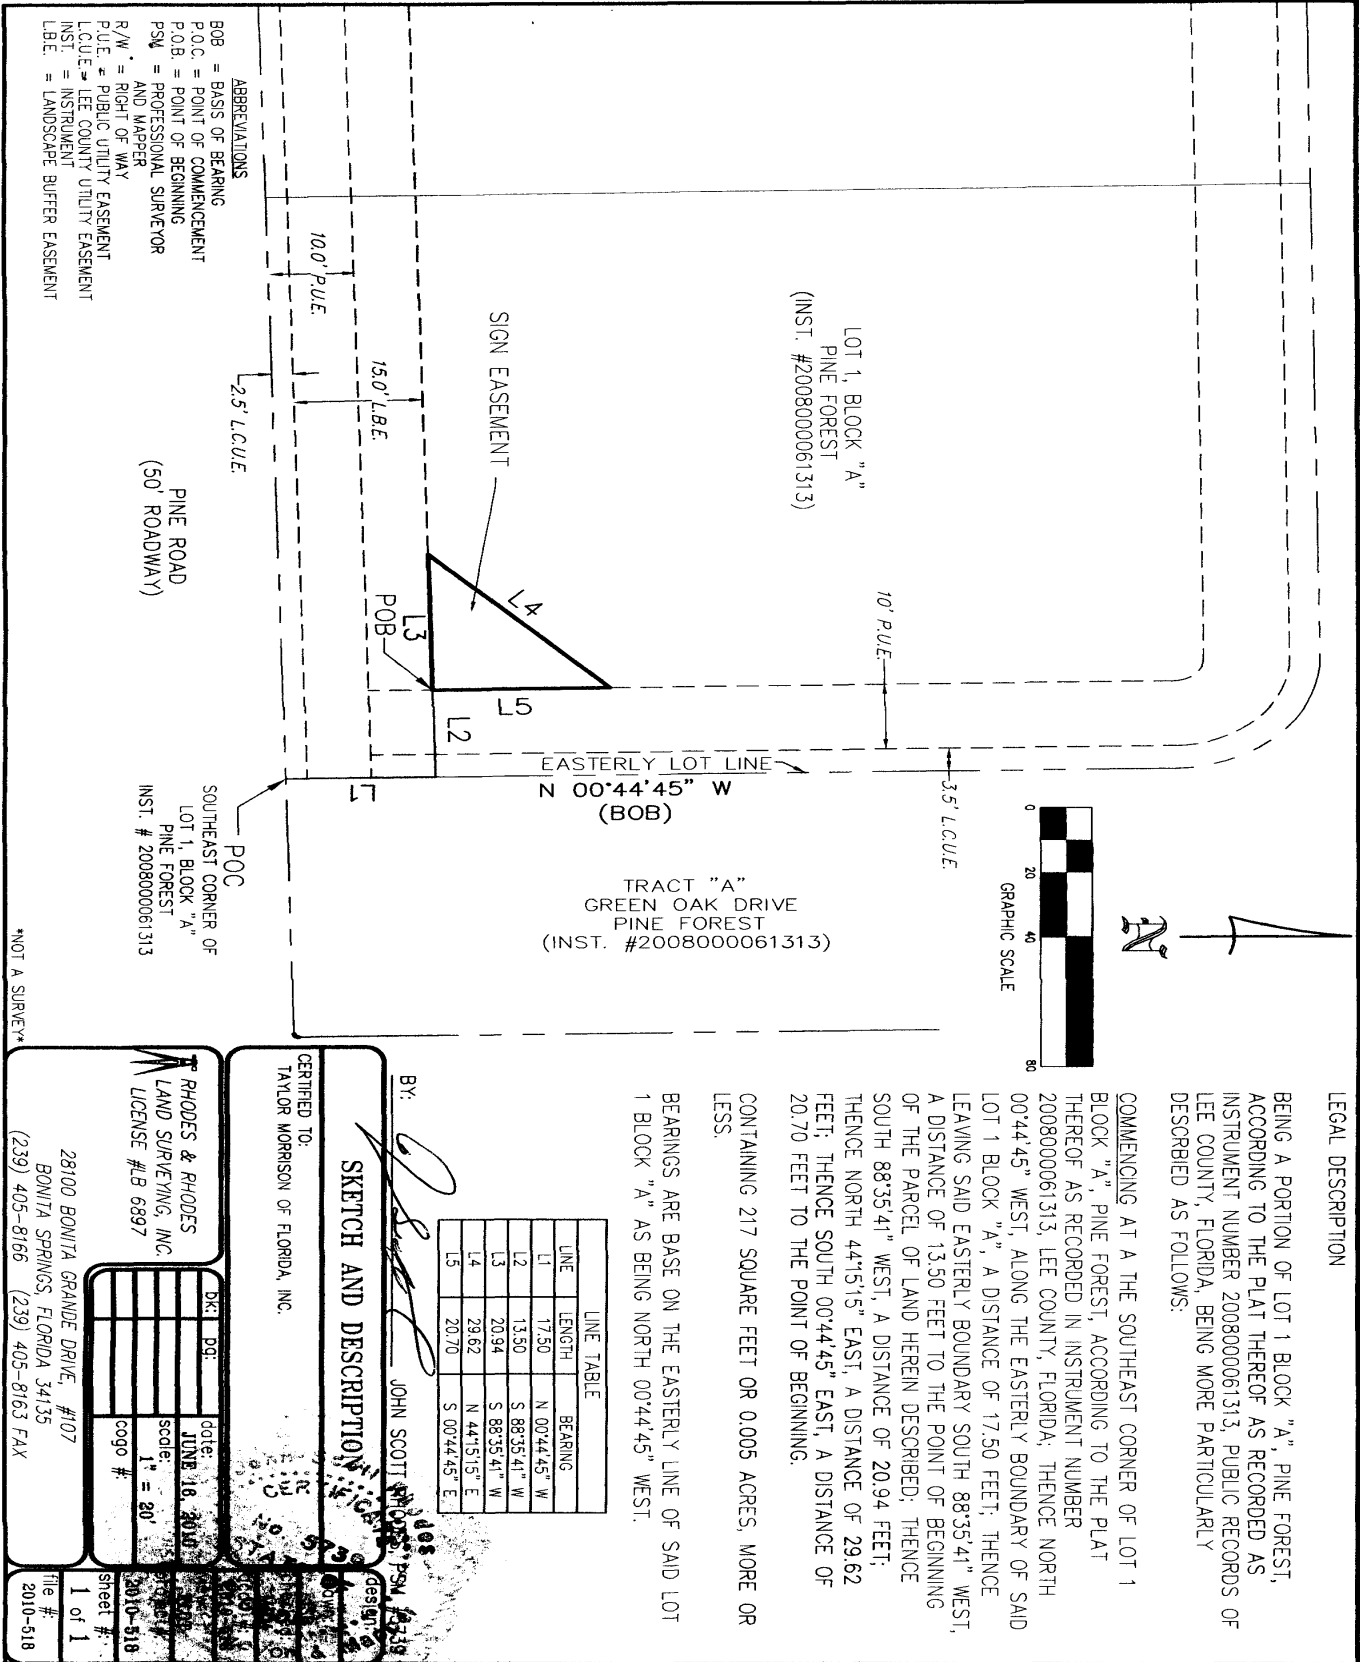 LEGAL DESCRIPTION
BEING A PORTION OF LOT 1 BLOCK "A", PINE FOREST,
ACCORDING TO THE PLAT THEREOF AS RECORDED AS
INSTRUMENT NUMBER 2008000061313, PUBLIC RECORDS OF
LEE COUNTY, FLORIDA, BEING MORE PARTICULARLY
DESCRBIED AS FOLLOWS:
COMMENCING AT A THE SOUTHEAST CORNER OF LOT 1
BLOCK "A", PINE FOREST, ACCORDING TO THE PLAT
THEREOF AS RECORDED IN INSTRUMENT NUMBER
2008000061313, LEE COUNTY, FLORIDA; THENCE NORTH
00°44'45" WEST, ALONG THE EASTERLY BOUNDARY OF SAID
LOT 1 BLOCK "A", A DISTANCE OF 17.50 FEET; THENCE
LEAVING SAID EASTERLY BOUNDARY SOUTH 88°35'41" WEST,
A DISTANCE OF 13.50 FEET TO THE POINT OF BEGINNING
OF THE PARCEL OF LAND HEREIN DESCRIBED; THENCE
SOUTH 88°35'41" WEST, A DISTANCE OF 20.94 FEET;
THENCE NORTH 44°15'15" EAST, A DISTANCE OF 29.62
FEET; THENCE SOUTH 00°44'45" EAST, A DISTANCE OF
20.70 FEET TO THE POINT OF BEGINNING.
CONTAINING 217 SQUARE FEET OR 0.005 ACRES, MORE OR
LESS.
BEARINGS ARE BASE ON THE EASTERLY LINE OF SAID LOT
1 BLOCK "A" AS BEING NORTH 00°44'45" WEST.
LINE TABLE
LINE LENGTH BEARING
L1 17.50 N 00°44'45" W
L2 13.50 S 88°35'41" W
L3 20.94 S 88°35'41" W
L4 29.62 N 44°15'15" E
L5 20.70 S 00°44'45" E
N
0 20 40 80
GRAPHIC SCALE
LOT 1, BLOCK "A"
PINE FOREST
(INST. #2008000061313)
10' P.U.E.
3.5' L.C.U.E.
EASTERLY LOT LINE
N 00°44'45" W
(BOB)
TRACT "A"
GREEN OAK DRIVE
PINE FOREST
(INST. #2008000061313)
SIGN EASEMENT
L4
L5
L3
POB
L2
L1
15.0' L.B.E.
10.0' P.U.E.
2.5' L.C.U.E.
PINE ROAD
(50' ROADWAY)
POC
SOUTHEAST CORNER OF
LOT 1, BLOCK "A"
PINE FOREST
INST. # 2008000061313
ABBREVIATIONS
BOB = BASIS OF BEARING
P.O.C. = POINT OF COMMENCEMENT
P.O.B. = POINT OF BEGINING
PSM = PROFESSIONAL SURVEYOR
AND MAPPER
R/W = RIGHT OF WAY
P.U.E. = PUBLIC UTILITY EASEMENT
L.C.U.E. = LEE COUNTY UTILITY EASEMENT
INST. = INSTRUMENT
L.B.E. = LANDSCAPE BUFFER EASEMENT
*NOT A SURVEY*
BY:
JOHN SCOTT RHODES PSM
SKETCH AND DESCRIPTION
CERTIFIED TO:
TAYLOR MORRISON OF FLORIDA, INC.
RHODES & RHODES
LAND SURVEYING, INC.
LICENSE #LB 6897
28100 BONITA GRANDE DRIVE, #107
BONITA SPRINGS, FLORIDA 34135
(239) 405-8166 (239) 405-8163 FAX
bk: pg:
date:
JUNE 16, 2010
scale:
1" = 20'
cogo #:
design:
2010-518
sheet #:
1 of 1
file #:
2010-518